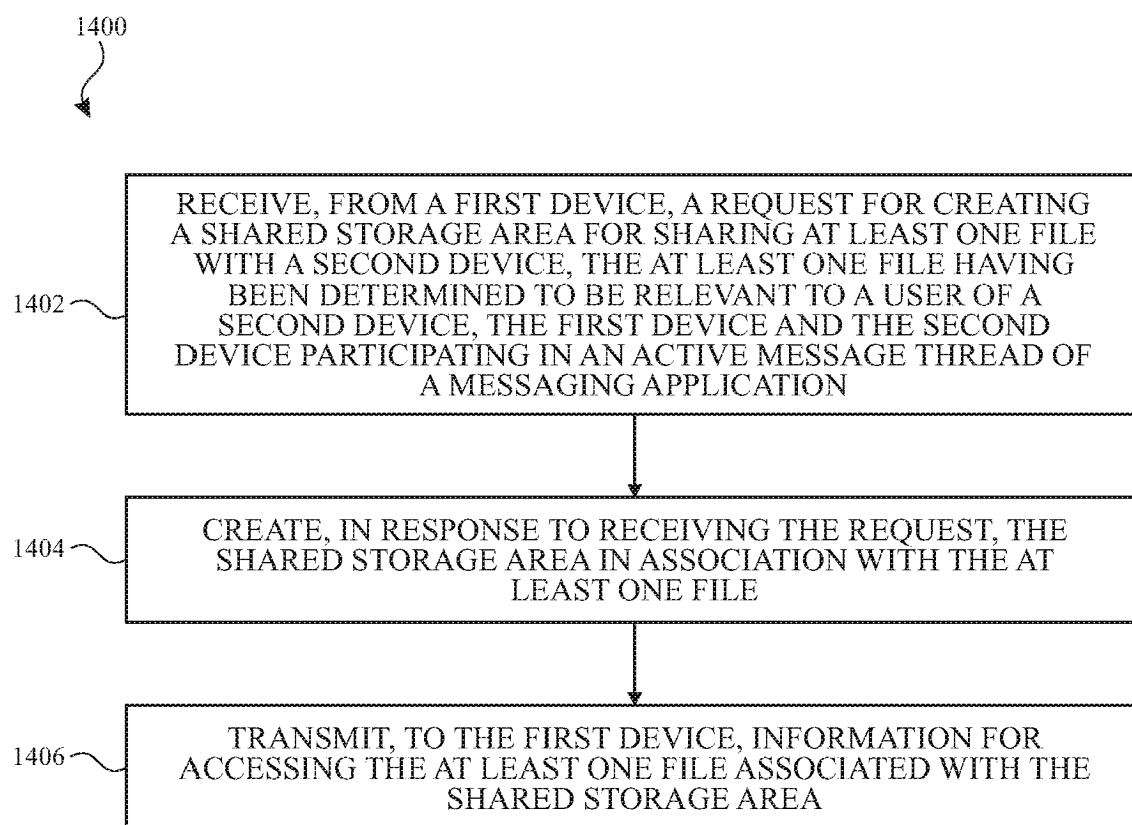 1400
RECEIVE, FROM A FIRST DEVICE, A REQUEST FOR CREATING
A SHARED STORAGE AREA FOR SHARING AT LEAST ONE FILE
WITH A SECOND DEVICE, THE AT LEAST ONE FILE HAVING
BEEN DETERMINED TO BE RELEVANT TO A USER OF A
SECOND DEVICE, THE FIRST DEVICE AND THE SECOND
DEVICE PARTICIPATING IN AN ACTIVE MESSAGE THREAD OF
A MESSAGING APPLICATION
1402
CREATE, IN RESPONSE TO RECEIVING THE REQUEST, THE
SHARED STORAGE AREA IN ASSOCIATION WITH THE AT
LEAST ONE FILE
1404
TRANSMIT, TO THE FIRST DEVICE, INFORMATION FOR
ACCESSING THE AT LEAST ONE FILE ASSOCIATED WITH THE
SHARED STORAGE AREA
1406